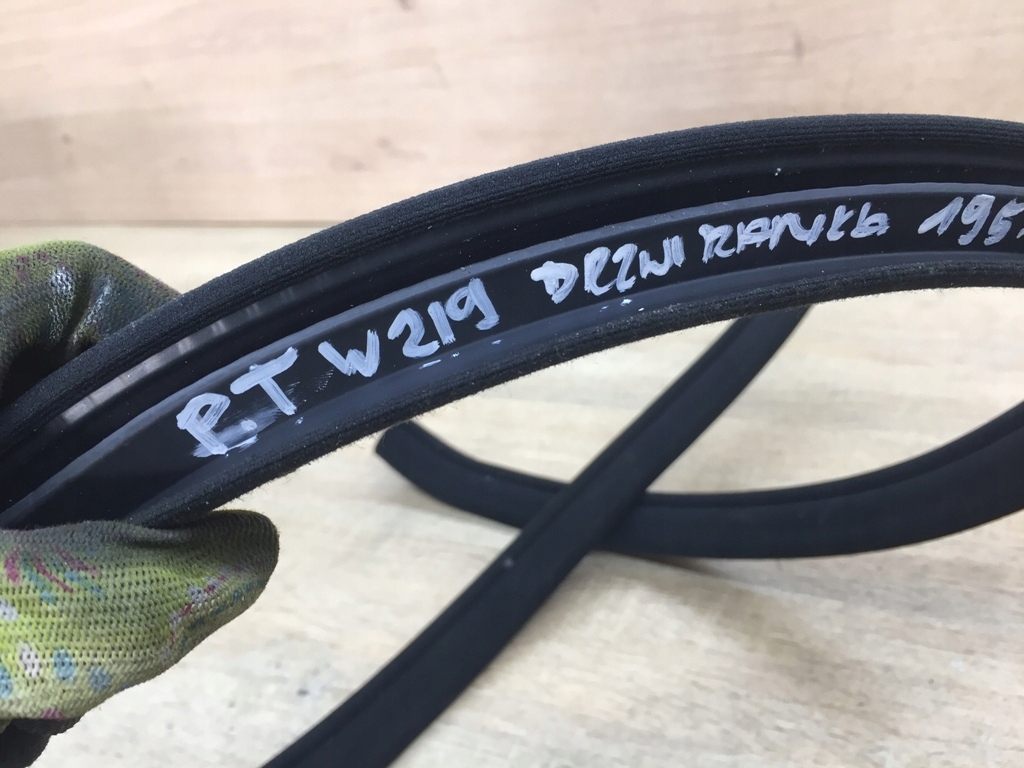 P.T W219 DRZWI RAMKA 195